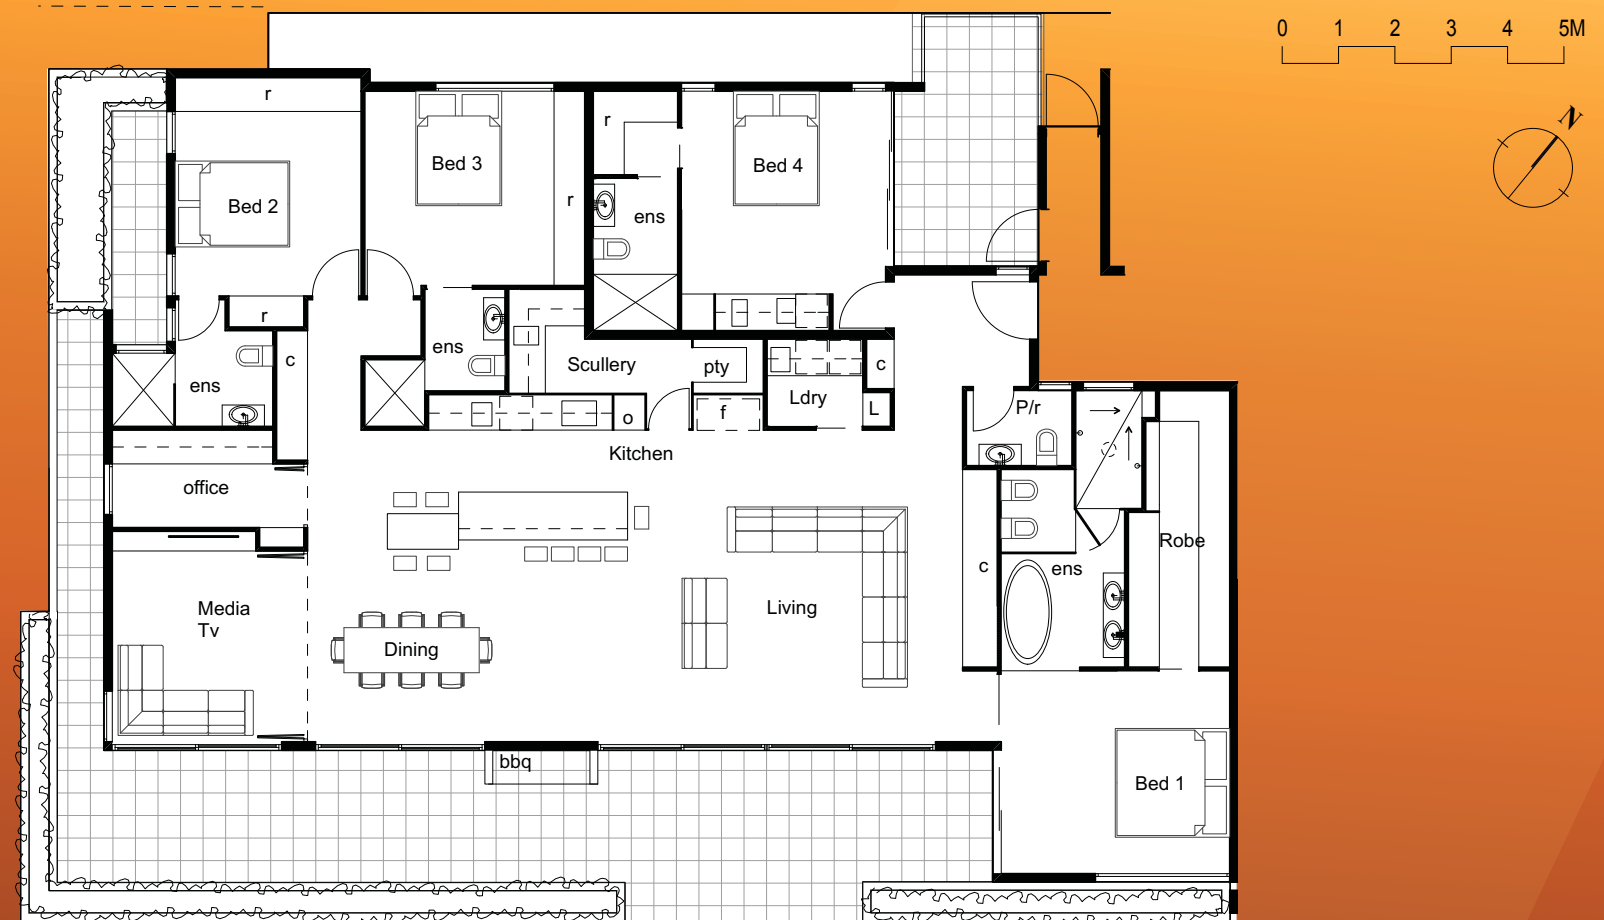 0 1 2 3 4 5M
N
r
Bed 3
r
Bed 4
Bed 2
r
ens
r
ens
c
Scullery
pty
c
ens
Ldry
L
P/r
o
f
Kitchen
office
Robe
c
ens
Media
Tv
Living
Dining
bbq
Bed 1